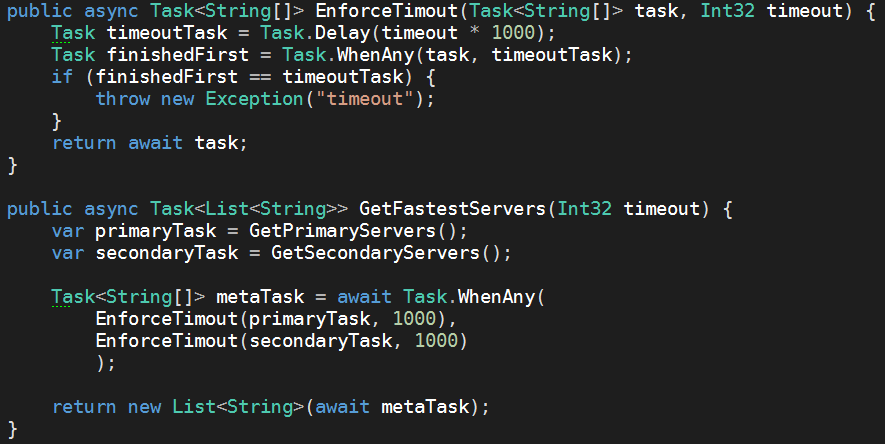 public async Task<String[]> EnforceTimout(Task<String[]> task, Int32 timeout) {
    Task timeoutTask = Task.Delay(timeout * 1000);
    Task finishedFirst = Task.WhenAny(task, timeoutTask);
    if (finishedFirst == timeoutTask) {
        throw new Exception("timeout");
    }
    return await task;
}

public async Task<List<String>> GetFastestServers(Int32 timeout) {
    var primaryTask = GetPrimaryServers();
    var secondaryTask = GetSecondaryServers();

    Task<String[]> metaTask = await Task.WhenAny(
        EnforceTimout(primaryTask, 1000),
        EnforceTimout(secondaryTask, 1000)
        );

    return new List<String>(await metaTask);
}